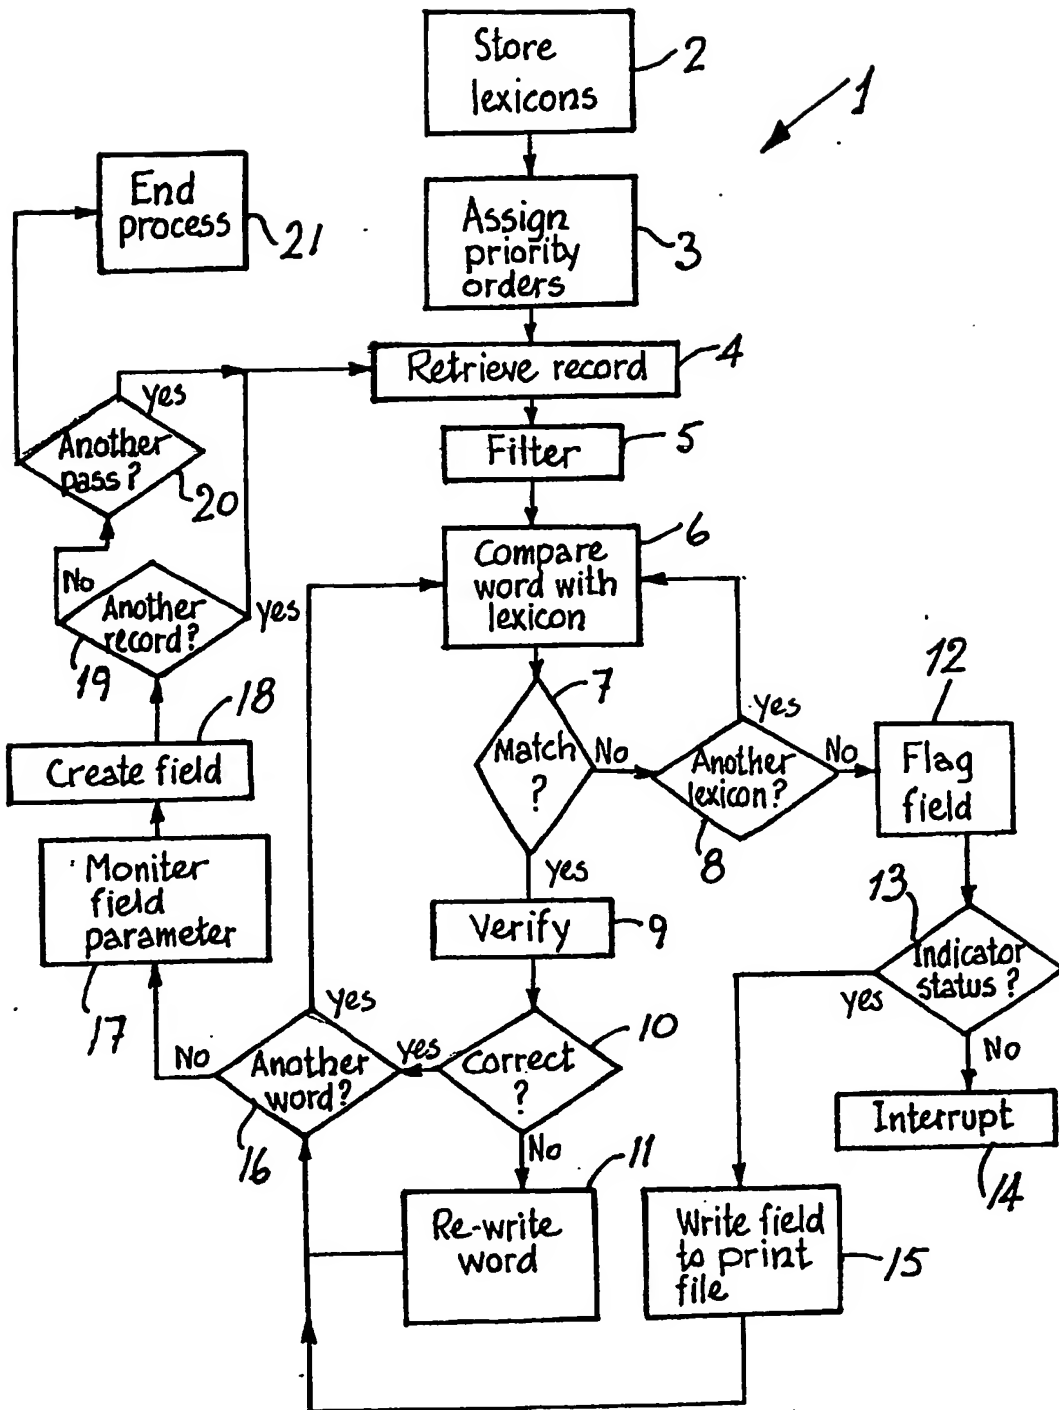 Store
lexicons
2
1
Assign
priority
orders
3
End
process
21
Retrieve record
4
Filter
5
Compare
word with
lexicon
6
Match
?
7
No
yes
Another
lexicon?
8
yes
No
Flag
field
12
Indicator
status?
13
yes
No
Interrupt
14
Write field
to print
file
15
Verify
9
Correct
?
10
yes
No
Re-write
word
11
Another
word?
16
yes
No
Moniter
field
parameter
17
Create field
18
Another
record?
19
yes
No
Another
pass?
20
yes